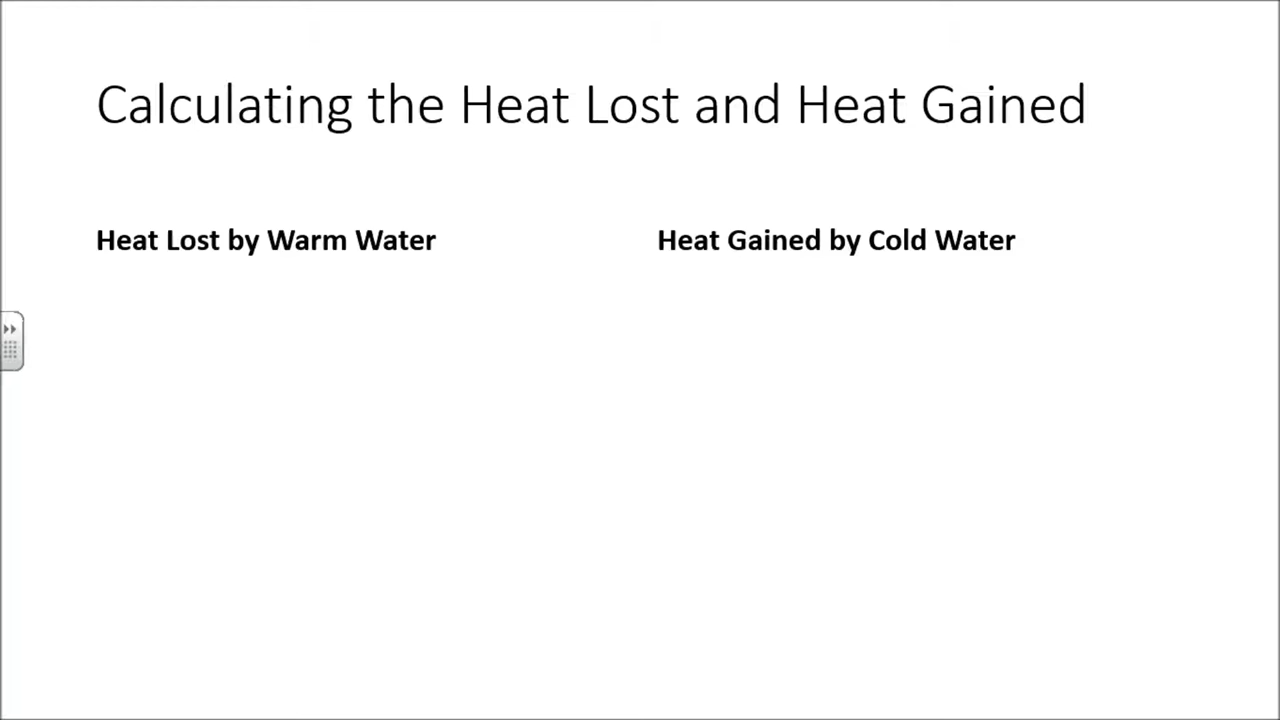 Calculating the Heat Lost and Heat Gained
Heat Lost by Warm Water
Heat Gained by Cold Water